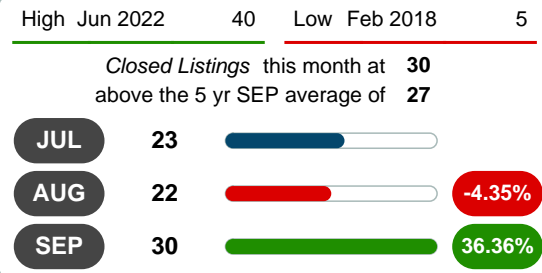 High Jun 2022 40 Low Feb 2018 5
Closed Listings this month at 30
above the 5 yr SEP average of 27
JUL 23
AUG 22 -4.35%
SEP 30 36.36%